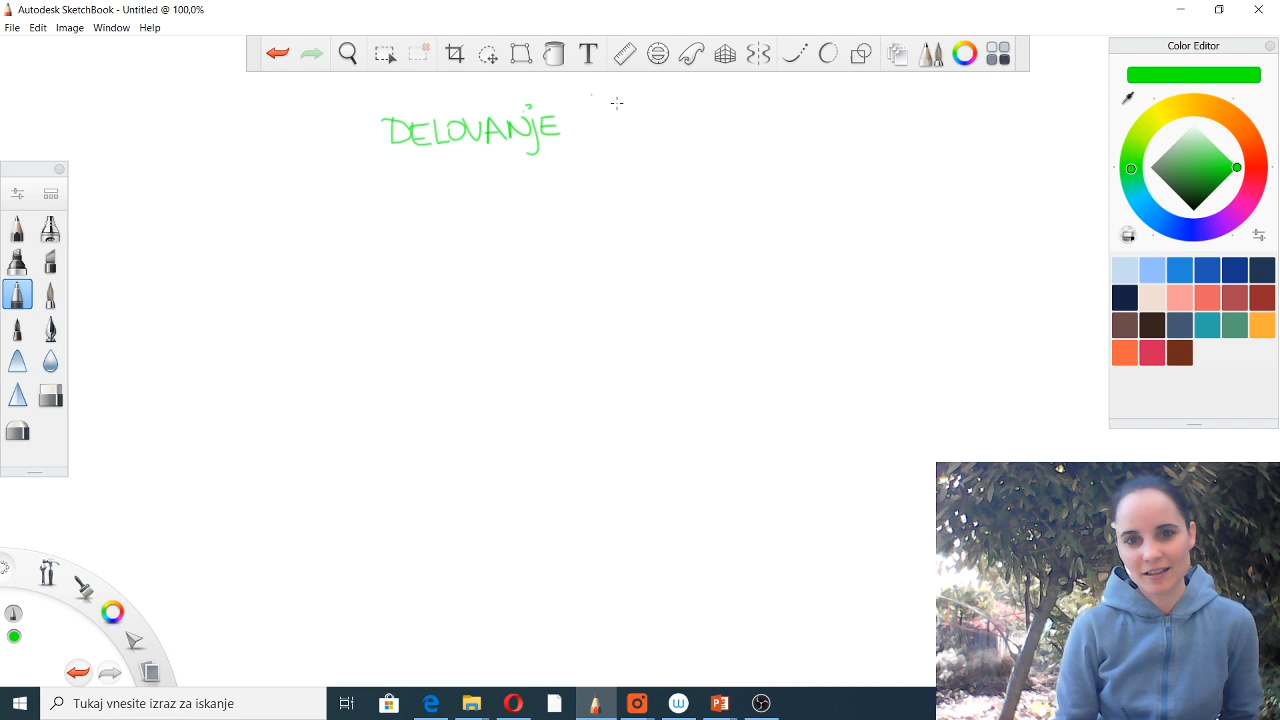 Autodesk SketchBook - Untitled @ 100,0%
File Edit Image Window Help
T
Color Editor
DELOVANjE
Tukaj vnesite izraz za iskanje